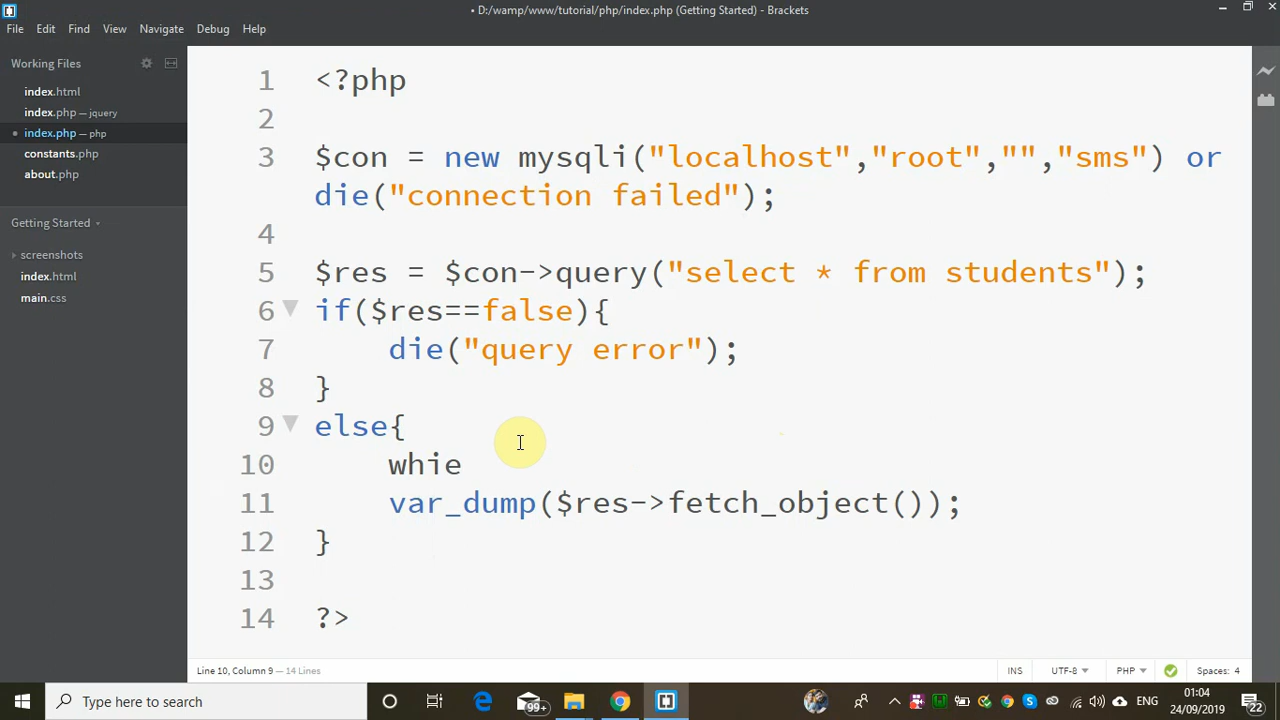 • D:/wamp/www/tutorial/php/index.php (Getting Started) - Brackets
File Edit Find View Navigate Debug Help
Working Files
index.html
index.php — jquery
index.php — php
constants.php
about.php
Getting Started
screenshots
index.html
main.css
1 <?php
2
3 $con = new mysqli("localhost","root","","sms") or
die("connection failed");
4
5 $res = $con->query("select * from students");
6 if($res==false){
7 die("query error");
8 }
9 else{
10 whie
11 var_dump($res->fetch_object());
12 }
13
14 ?>
Line 10, Column 9 — 14 Lines
INS UTF-8 PHP Spaces: 4
Type here to search
99+
ENG
01:04
24/09/2019
22